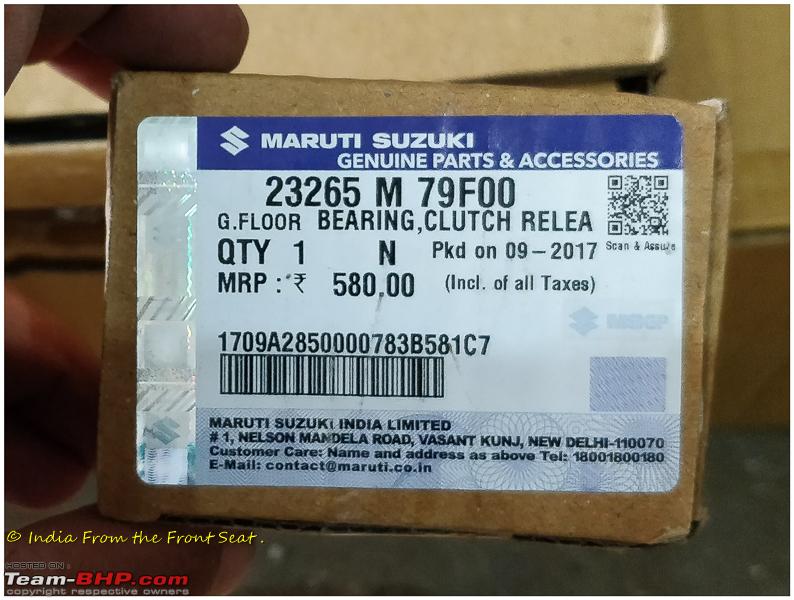 MARUTI SUZUKI
GENUINE PARTS & ACCESSORIES
23265 M 79F00
G.FLOOR BEARING,CLUTCH RELEA
QTY 1 N Pkd on 09-2017
Scan & Assure
MRP : ₹ 580.00 (Incl. of all Taxes)
MSGP
1709A2850000783B581C7
MARUTI SUZUKI INDIA LIMITED
# 1, NELSON MANDELA ROAD, VASANT KUNJ, NEW DELHI-110070
Customer Care: Name and address as above Tel: 18001800180
E-Mail: contact@maruti.co.in
© India From the Front Seat .
HOSTED ON
Team-BHP.com
copyright respective owners